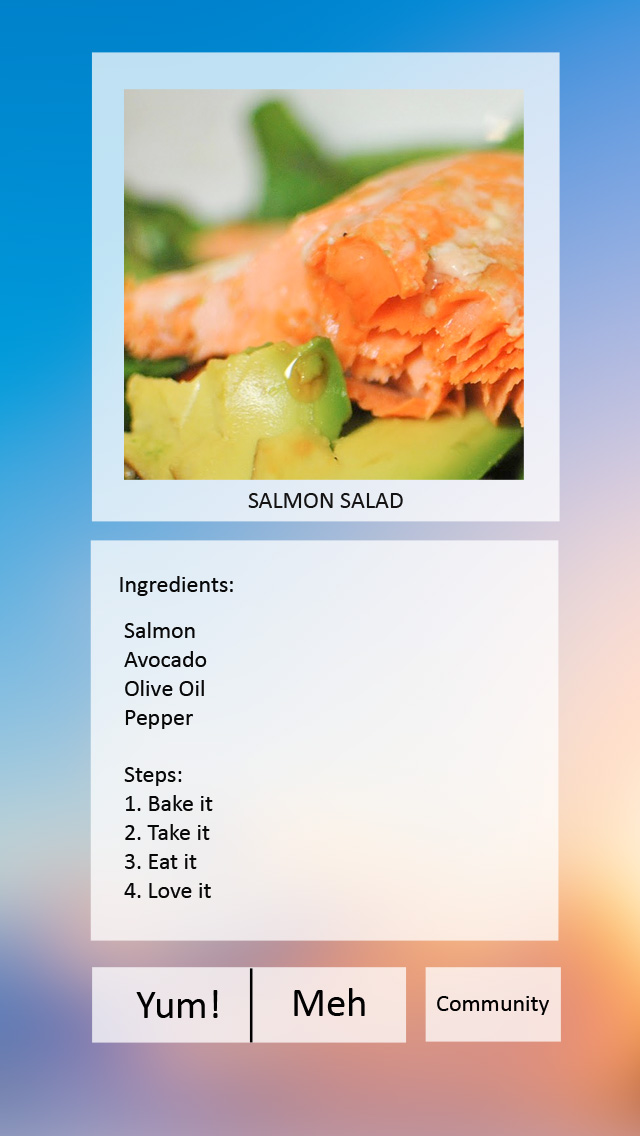 SALMON SALAD
Ingredients:
Salmon
Avocado
Olive Oil
Pepper
Steps:
1. Bake it
2. Take it
3. Eat it
4. Love it
Yum! Meh Community